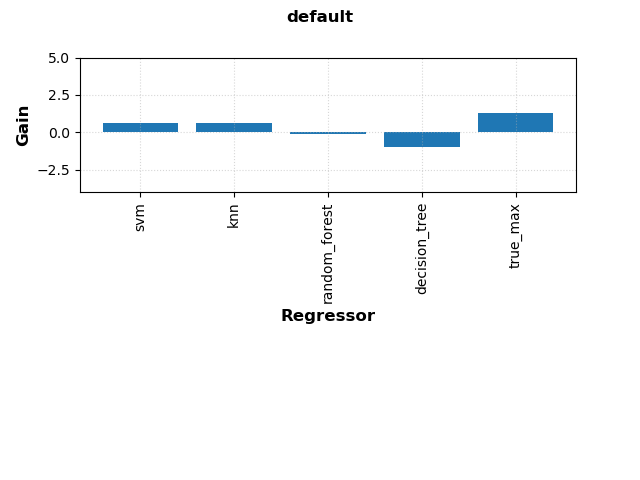 default
5.0
2.5
0.0
−2.5
Gain
svm
knn
random_forest
decision_tree
true_max
Regressor